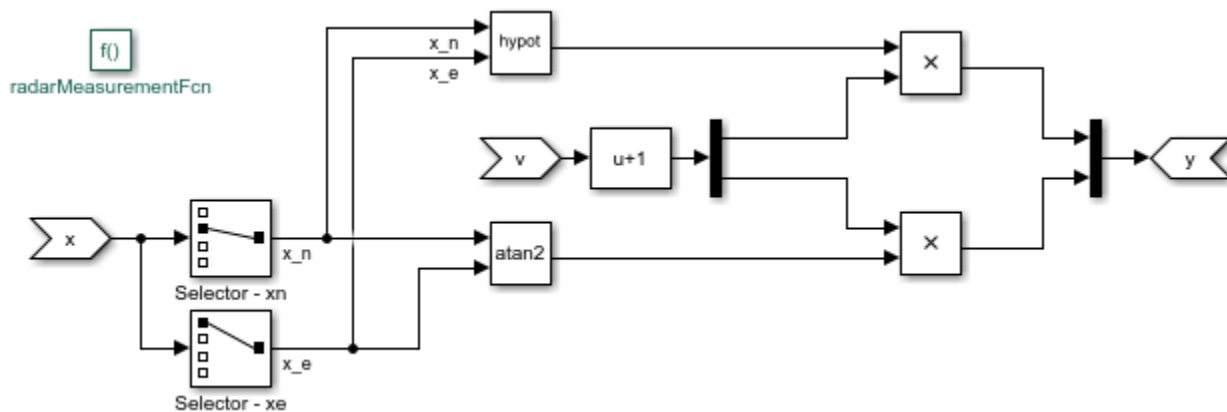 f()
radarMeasurementFcn
x_n
x_e
hypot
×
v
u+1
y
x
x_n
Selector - xn
atan2
×
x_e
Selector - xe